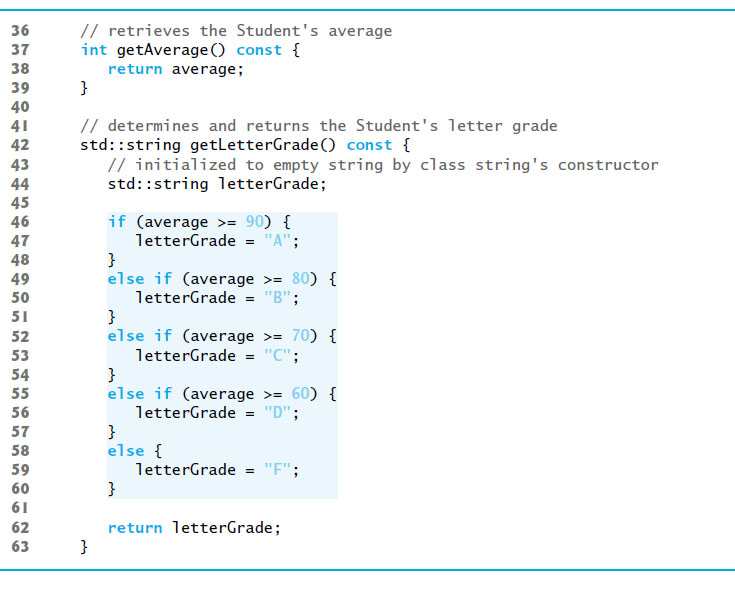 36 // retrieves the Student's average
37 int getAverage() const {
38 return average;
39 }
40
41 // determines and returns the Student's letter grade
42 std::string getLetterGrade() const {
43 // initialized to empty string by class string's constructor
44 std::string letterGrade;
45
46 if (average >= 90) {
47 letterGrade = "A";
48 }
49 else if (average >= 80) {
50 letterGrade = "B";
51 }
52 else if (average >= 70) {
53 letterGrade = "C";
54 }
55 else if (average >= 60) {
56 letterGrade = "D";
57 }
58 else {
59 letterGrade = "F";
60 }
61
62 return letterGrade;
63 }